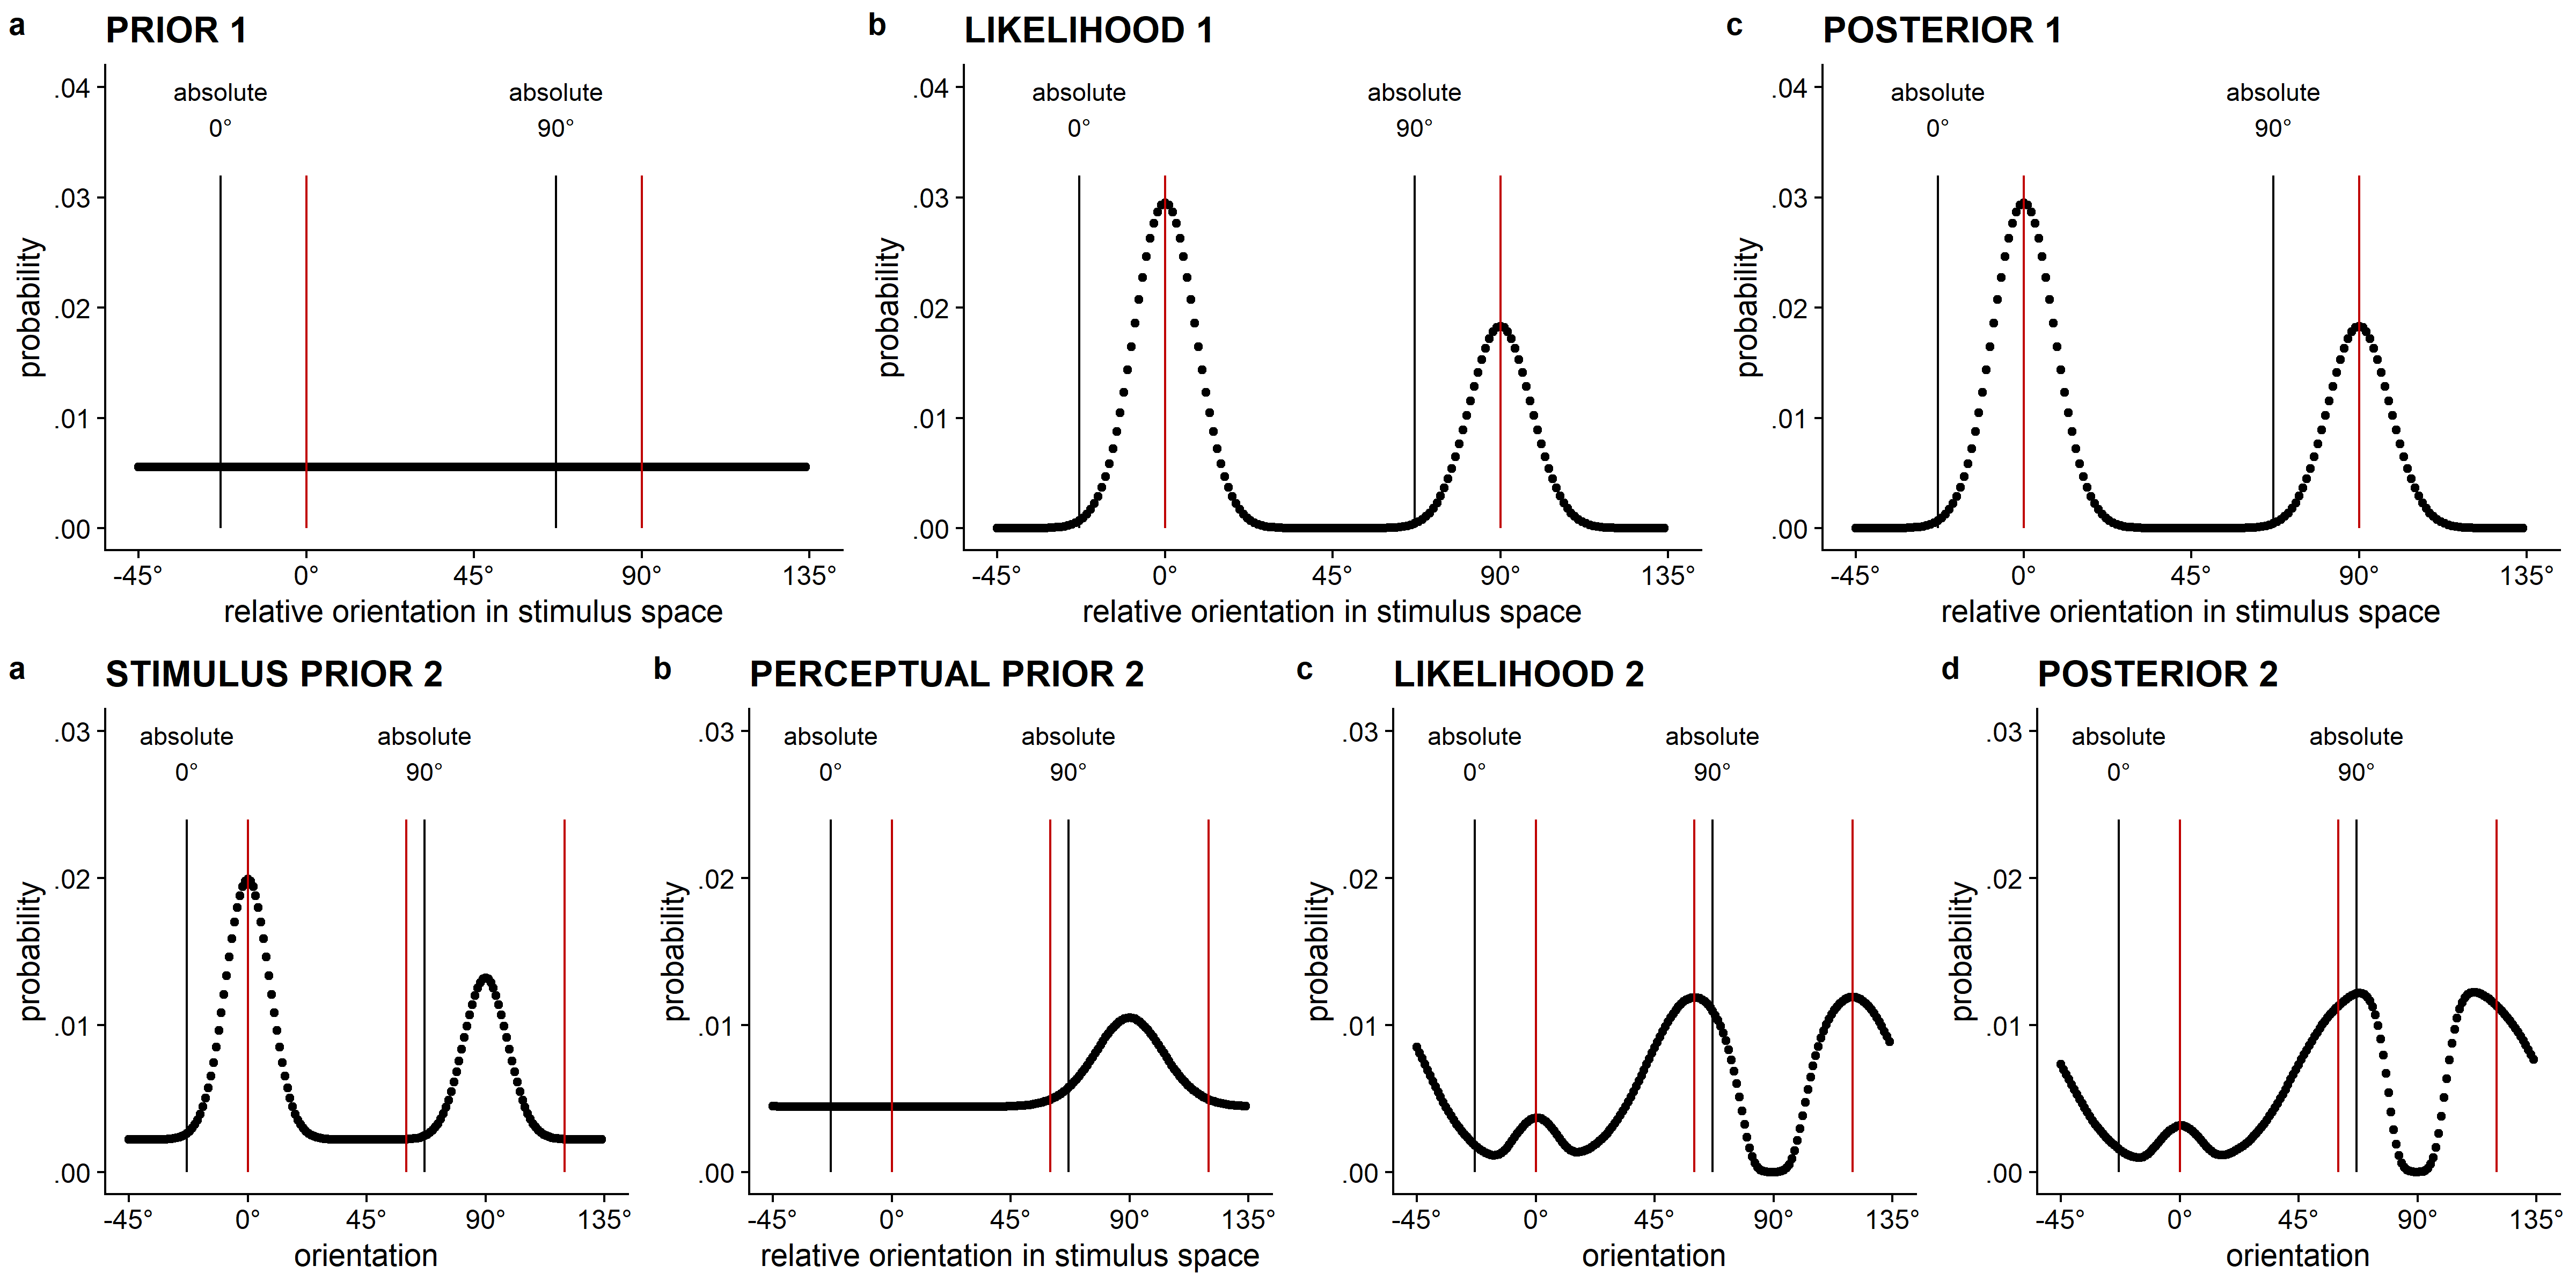 a PRIOR 1
.04
.03
.02
.01
.00
absolute
0°
absolute
90°
probability
-45° 0° 45° 90° 135°
relative orientation in stimulus space
b LIKELIHOOD 1
.04
.03
.02
.01
.00
absolute
0°
absolute
90°
probability
-45° 0° 45° 90° 135°
relative orientation in stimulus space
c POSTERIOR 1
.04
.03
.02
.01
.00
absolute
0°
absolute
90°
probability
-45° 0° 45° 90° 135°
relative orientation in stimulus space
a STIMULUS PRIOR 2
.03
.02
.01
.00
absolute
0°
absolute
90°
probability
-45° 0° 45° 90° 135°
orientation
b PERCEPTUAL PRIOR 2
.03
.02
.01
.00
absolute
0°
absolute
90°
probability
-45° 0° 45° 90° 135°
relative orientation in stimulus space
c LIKELIHOOD 2
.03
.02
.01
.00
absolute
0°
absolute
90°
probability
-45° 0° 45° 90° 135°
orientation
d POSTERIOR 2
.03
.02
.01
.00
absolute
0°
absolute
90°
probability
-45° 0° 45° 90° 135°
orientation